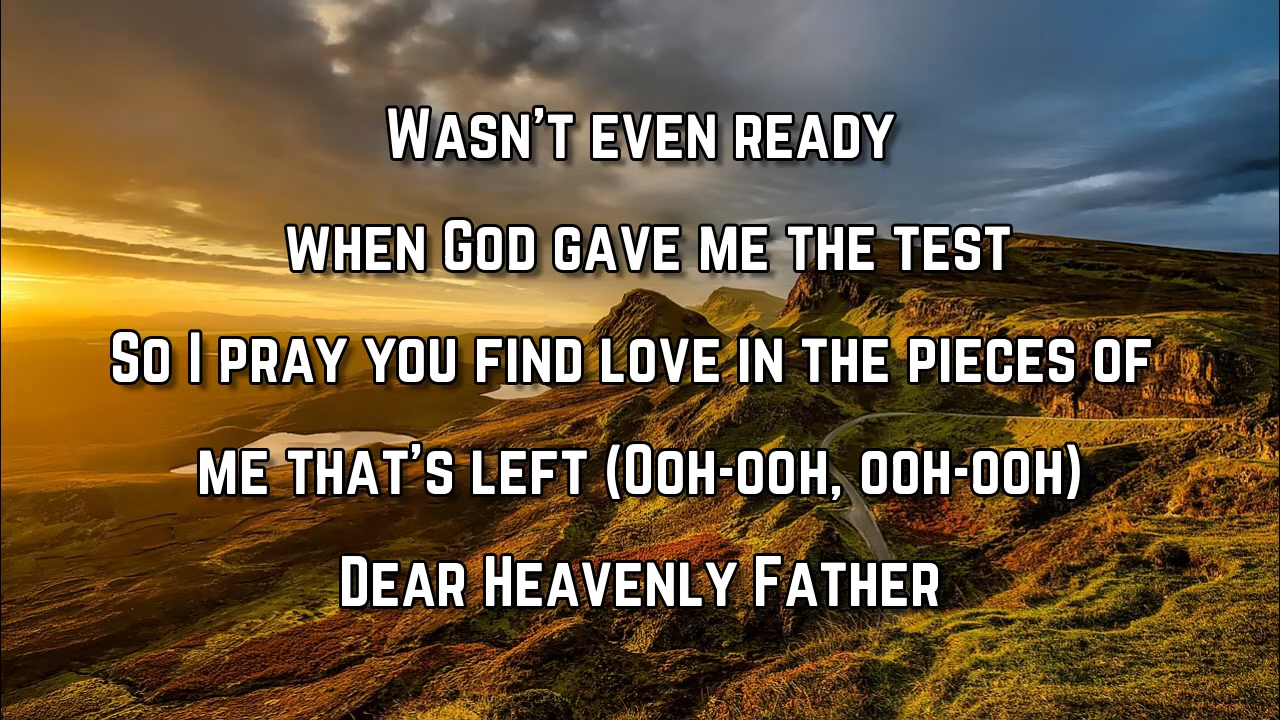 Wasn't even ready
when God gave me the test
So I pray you find love in the pieces of
me that's left (Ooh-ooh, ooh-ooh)
Dear Heavenly Father